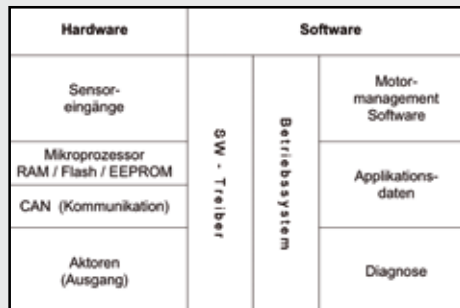 Hardware
Software
Sensor-
eingänge
Mikroprozessor
RAM / Flash / EEPROM
CAN (Kommunikation)
Aktoren
(Ausgang)
SW - Treiber
Betriebssystem
Motor-
management
Software
Applikations-
daten
Diagnose